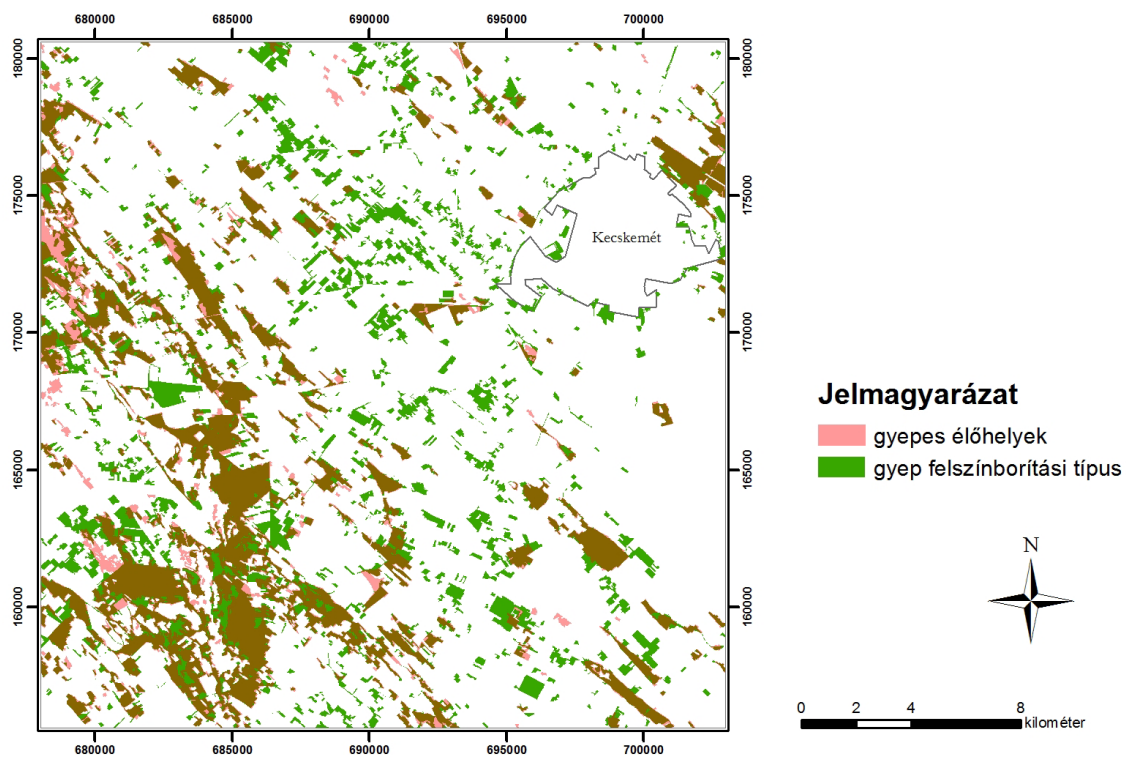 680000 685000 690000 695000 700000
180000 180000
175000 175000
Kecskemét
170000 170000
165000 165000
160000 160000
680000 685000 690000 695000 700000
Jelmagyarázat
gyepes élőhelyek
gyep felszínborítási típus
N
0 2 4 8
kilométer